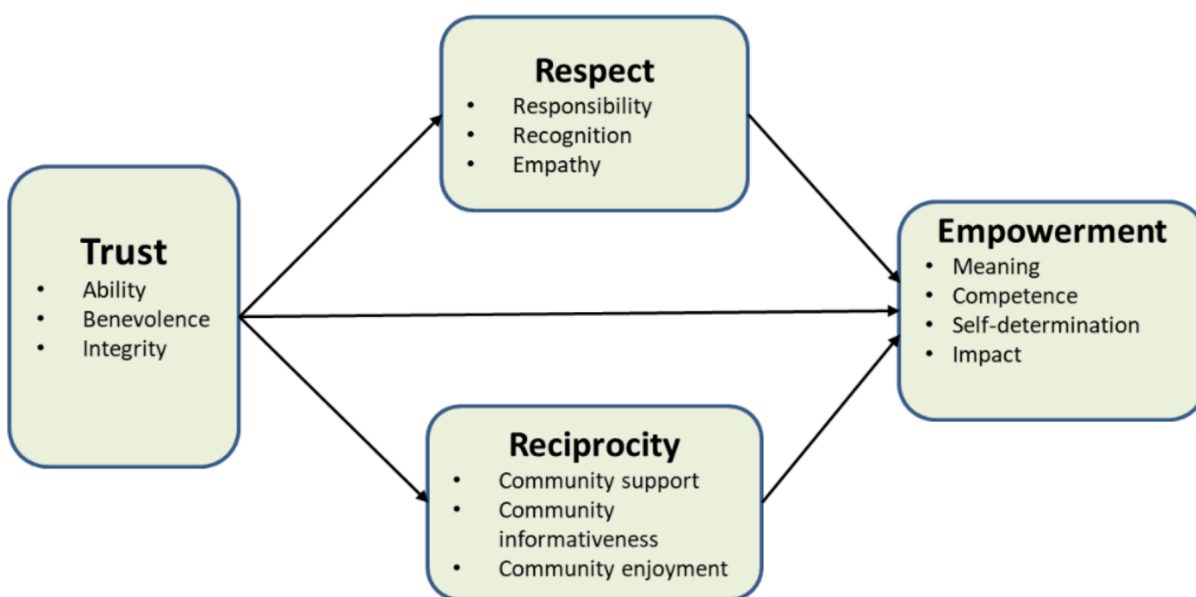 Respect
• Responsibility
• Recognition
• Empathy
Trust
• Ability
• Benevolence
• Integrity
Empowerment
• Meaning
• Competence
• Self-determination
• Impact
Reciprocity
• Community support
• Community
informativeness
• Community enjoyment